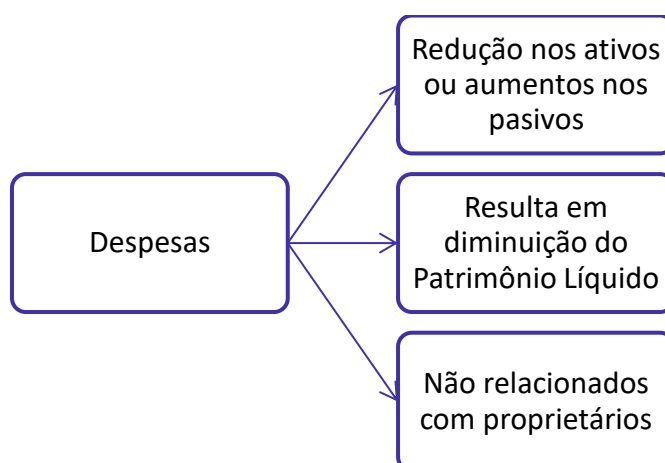 Despesas
Redução nos ativos
ou aumentos nos
pasivos
Resulta em
diminuição do
Patrimônio Líquido
Não relacionados
com proprietários